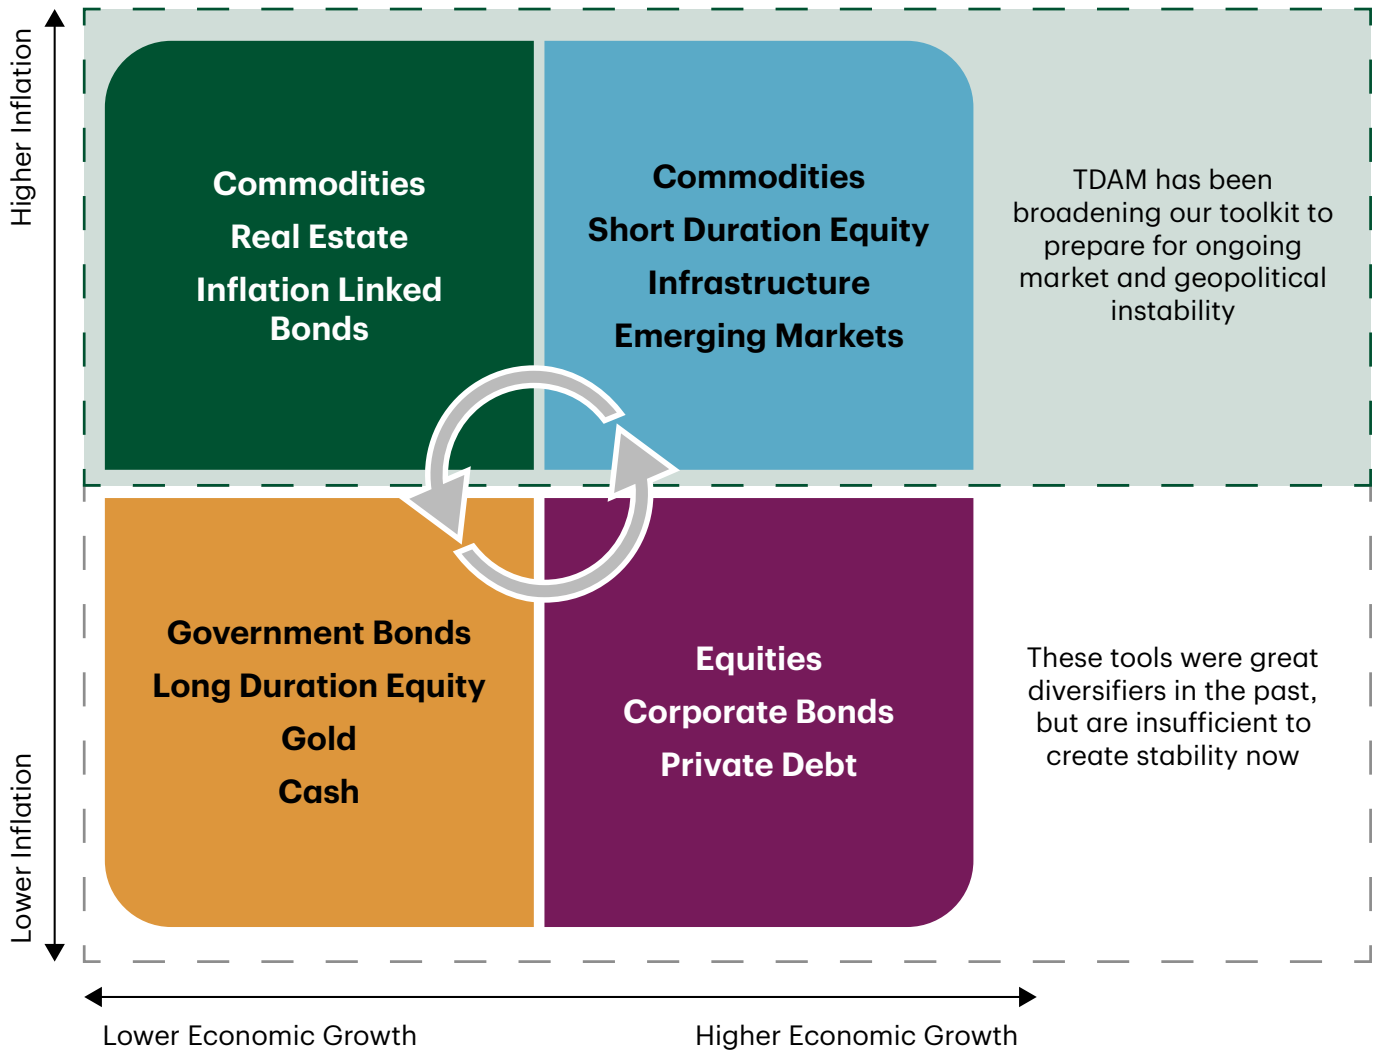 Higher Inflation
Commodities
Real Estate
Inflation Linked
Bonds
Commodities
Short Duration Equity
Infrastructure
Emerging Markets
TDAM has been
broadening our toolkit to
prepare for ongoing
market and geopolitical
instability
Lower Inflation
Government Bonds
Long Duration Equity
Gold
Cash
Equities
Corporate Bonds
Private Debt
These tools were great
diversifiers in the past,
but are insufficient to
create stability now
Lower Economic Growth
Higher Economic Growth